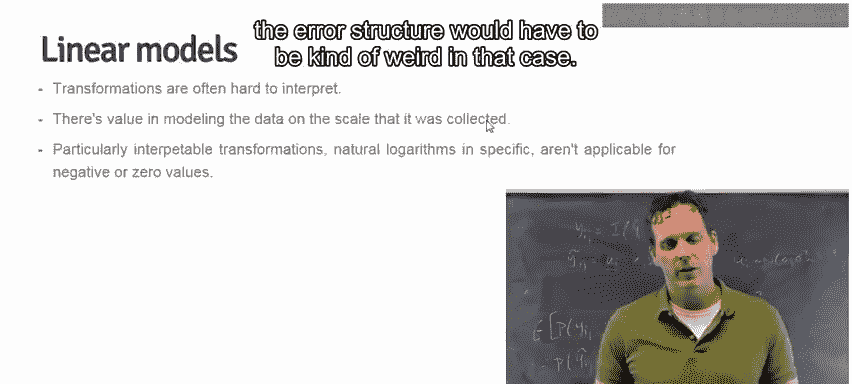 the error structure would have to
be kind of weird in that case.
Linear models
- Transformations are often hard to interpret.
- There's value in modeling the data on the scale that it was collected.
- Particularly interpetable transformations, natural logarithms in specific, aren't applicable for
negative or zero values.